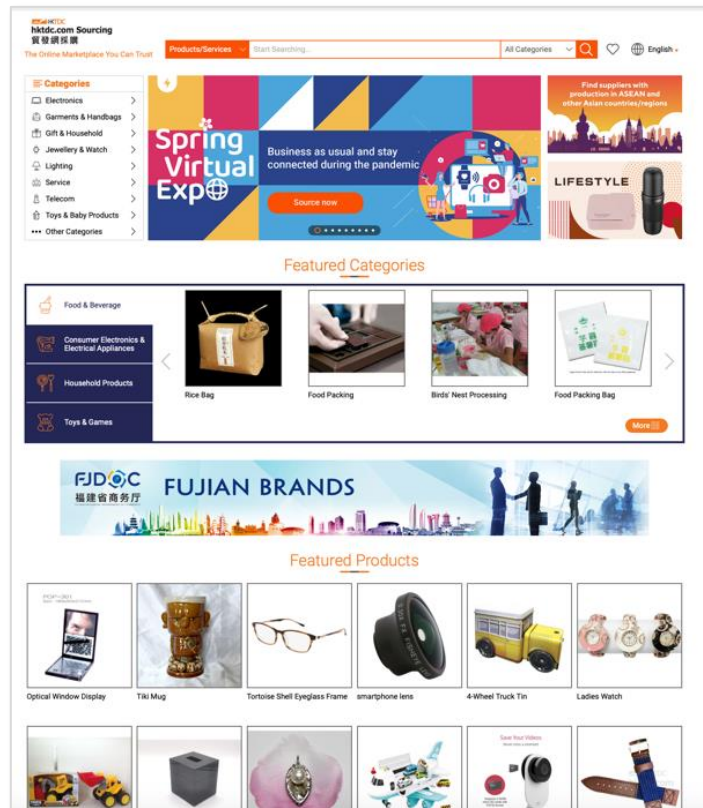 HKTDC
hktdc.com Sourcing
貿發網採購
The Online Marketplace You Can Trust
Products/Services
Start Searching...
All Categories
English
Categories
Electronics
Garments & Handbags
Gift & Household
Jewellery & Watch
Lighting
Service
Telecom
Toys & Baby Products
Other Categories
Spring
Virtual
Expo
Business as usual and stay
connected during the pandemic
Source now
Find suppliers with
production in ASEAN and
other Asian countries/regions
LIFESTYLE
Featured Categories
Food & Beverage
Consumer Electronics &
Electrical Appliances
Household Products
Toys & Games
Rice Bag
Food Packing
Birds' Nest Processing
Food Packing Bag
More
FJDOC
福建省商务厅
FUJIAN BRANDS
Featured Products
POP-301
Optical Window Display
Tiki Mug
Tortoise Shell Eyeglass Frame
smartphone lens
4-Wheel Truck Tin
Ladies Watch
Save Your Videos